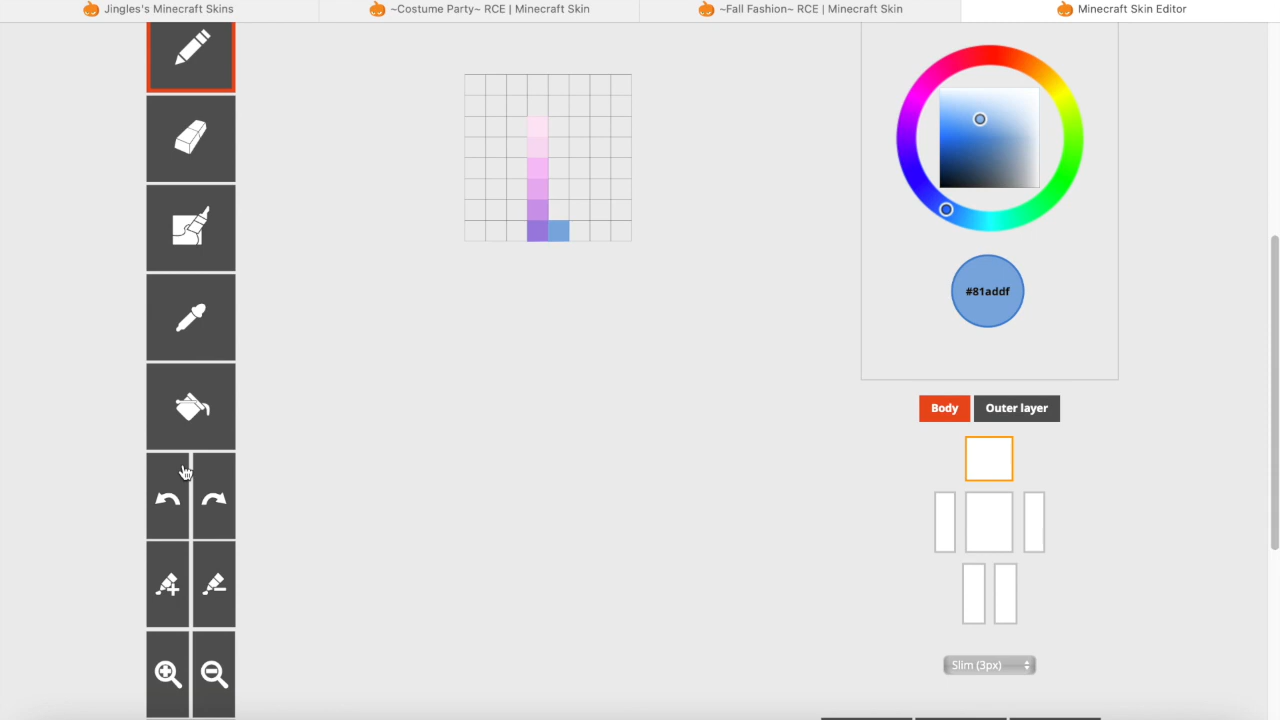 Jingles's Minecraft Skins
~Costume Party~ RCE | Minecraft Skin
~Fall Fashion~ RCE | Minecraft Skin
Minecraft Skin Editor
#81addf
Body
Outer layer
Slim (3px)